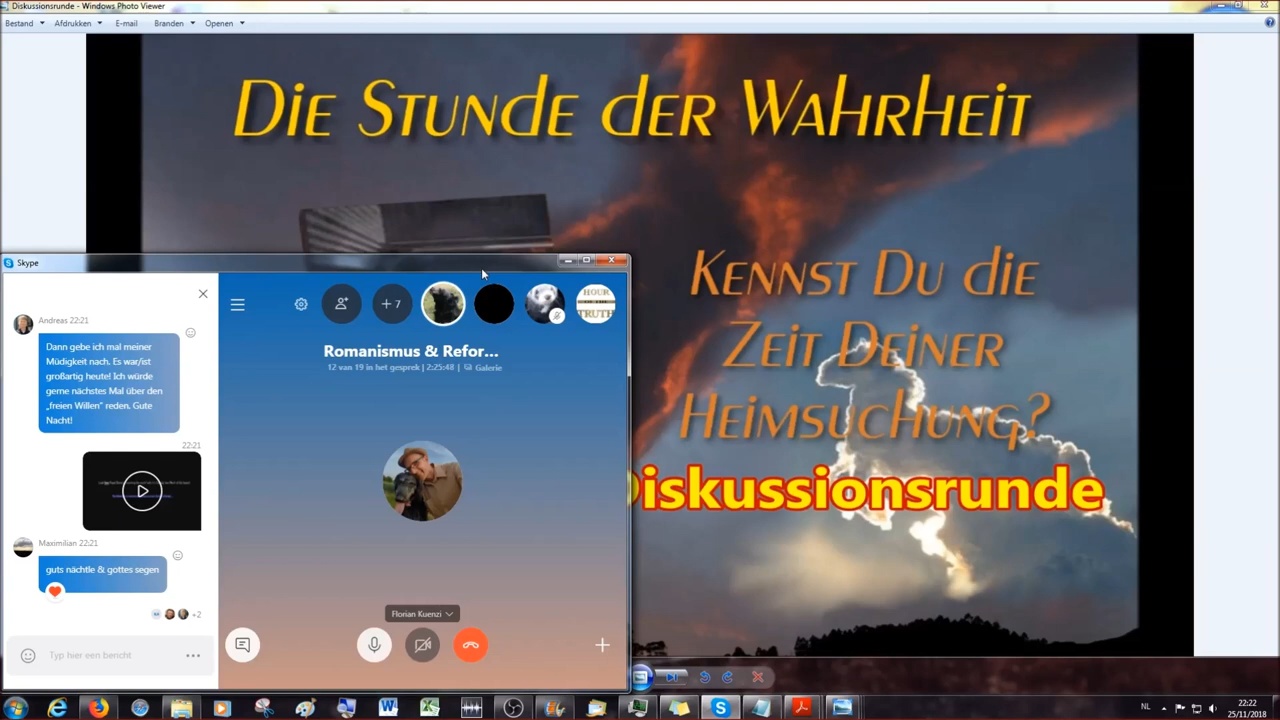 Diskussionsrunde - Windows Photo Viewer
Bestand Afdrukken E-mail Branden Openen
Die Stunde der Wahrheit
Kennst Du die
Zeit Deiner
Heimsuchung?
Diskussionsrunde
Skype
Andreas 22:21
Dann gebe ich mal meiner
Müdigkeit nach. Es war/ist
großartig heute! Ich würde
gerne nächstes Mal über den
„freien Willen" reden. Gute
Nacht!
22:21
Maximilian 22:21
guts nächtle & gottes segen
+2
Typ hier een bericht
+ 7
HOUR
TRUTH
Romanismus & Refor...
12 van 19 in het gesprek | 2:25:48 | Galerie
Florian Kuenzi
NL
22:22
25/11/2018